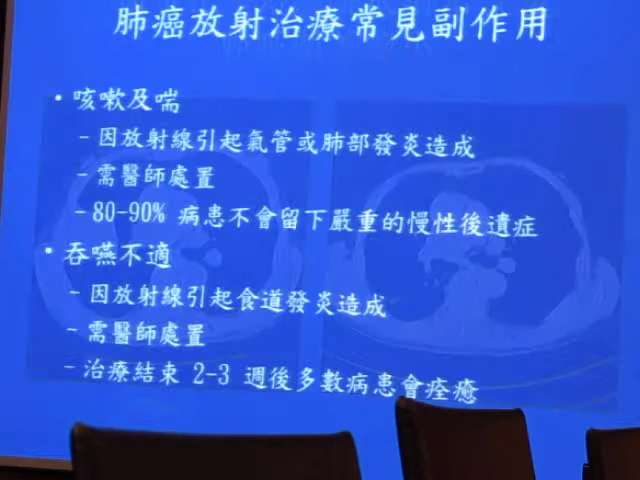 肺癌放射治療常見副作用
• 咳嗽及喘
– 因放射線引起氣管或肺部發炎造成
– 需醫師處置
– 80-90% 病患不會留下嚴重的慢性後遺症
• 吞嚥不適
– 因放射線引起食道發炎造成
– 需醫師處置
– 治療結束 2-3 週後多數病患會痊癒